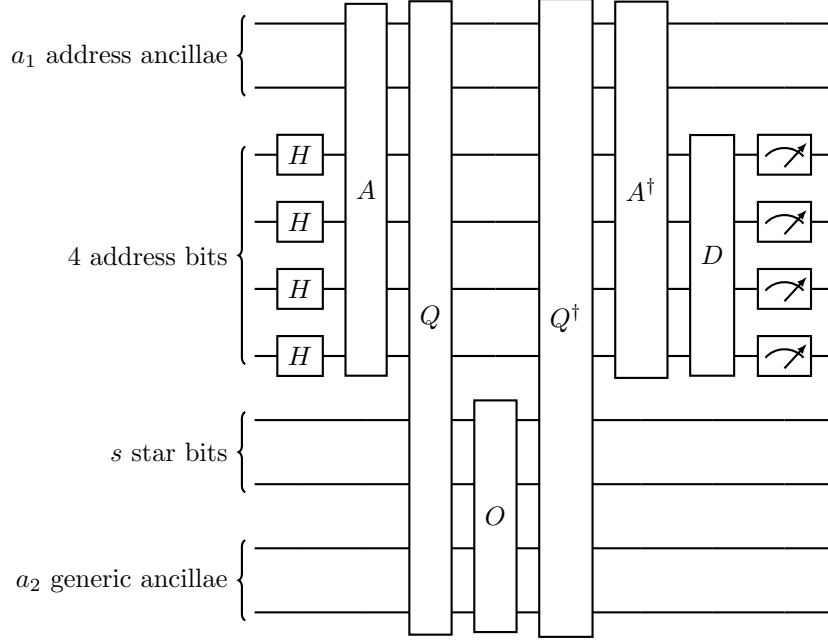 a₁ address ancillae
H
A
4 address bits
H
H
H
Q
Q†
A†
D
s star bits
O
a₂ generic ancillae